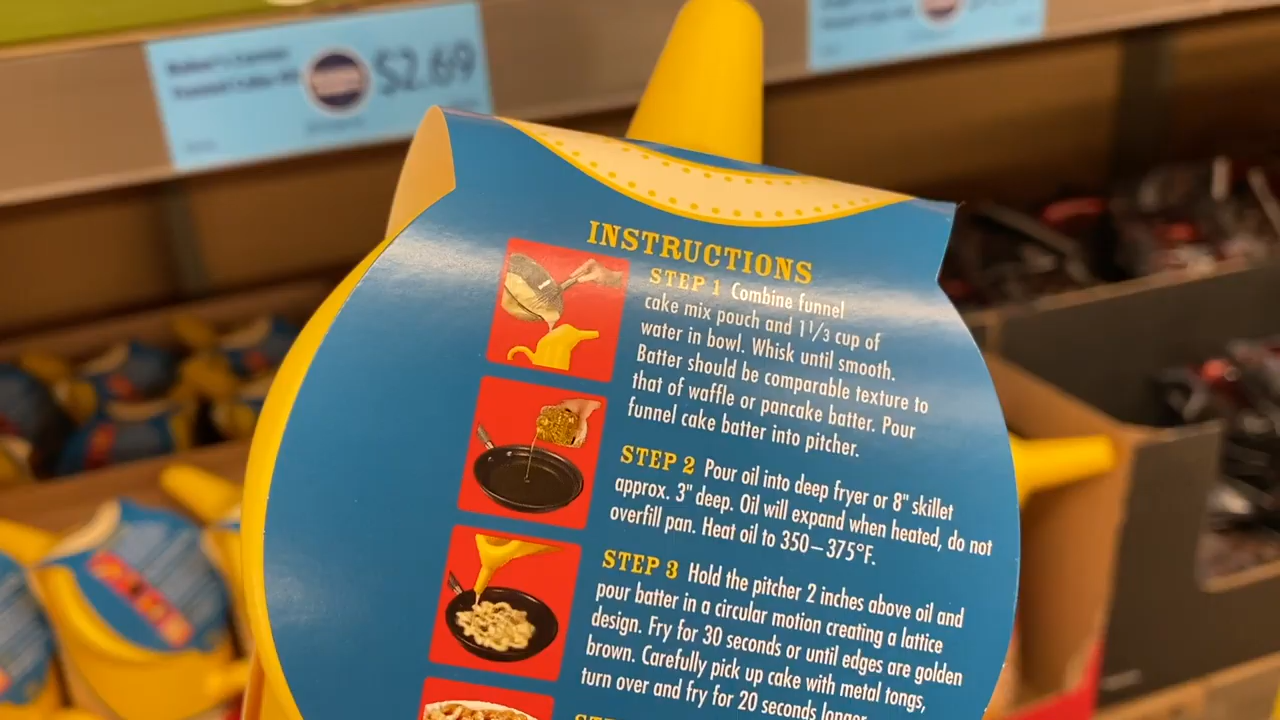 $2.69
INSTRUCTIONS
STEP 1 Combine funnel
cake mix pouch and 1 1/3 cup of
water in bowl. Whisk until smooth.
Batter should be comparable texture to
that of waffle or pancake batter. Pour
funnel cake batter into pitcher.
STEP 2 Pour oil into deep fryer or 8" skillet
approx. 3" deep. Oil will expand when heated, do not
overfill pan. Heat oil to 350–375°F.
STEP 3 Hold the pitcher 2 inches above oil and
pour batter in a circular motion creating a lattice
design. Fry for 30 seconds or until edges are golden
brown. Carefully pick up cake with metal tongs,
turn over and fry for 20 seconds longer